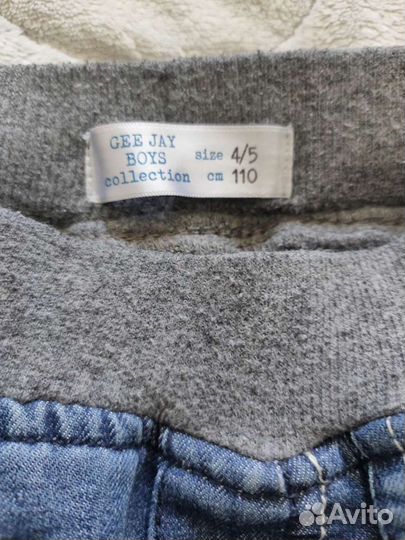 GEE JAY
BOYS
collection
size 4/5
cm 110
Avito